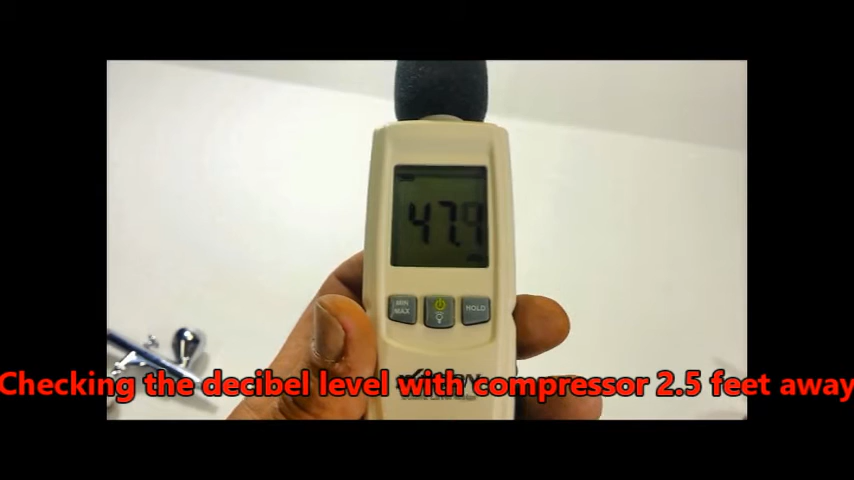 47.9
MIN
MAX
HOLD
Checking the decibel level with compressor 2.5 feet away